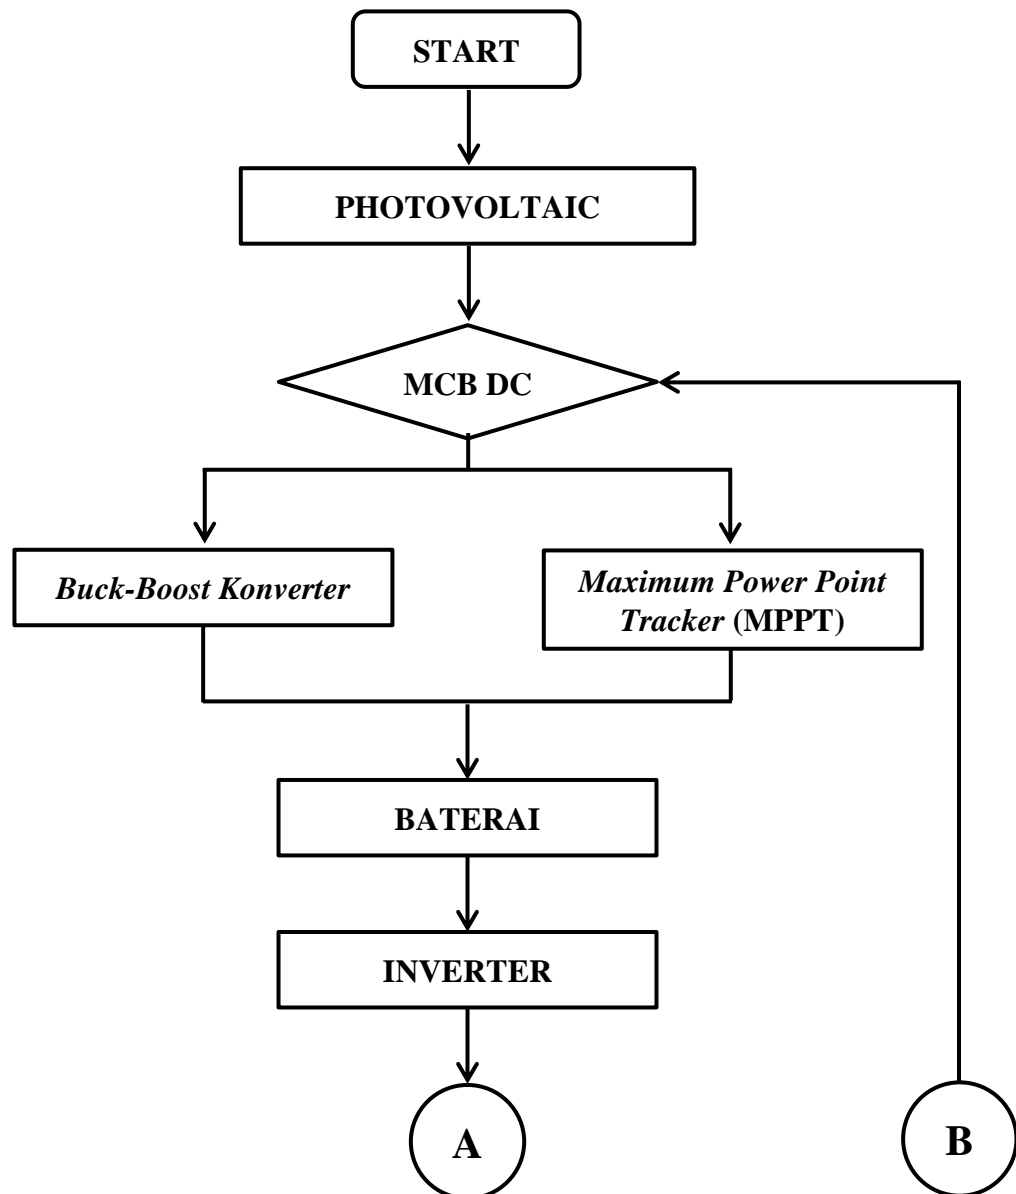 START
PHOTOVOLTAIC
MCB DC
Buck-Boost Konverter
Maximum Power Point
Tracker (MPPT)
BATERAI
INVERTER
A
B